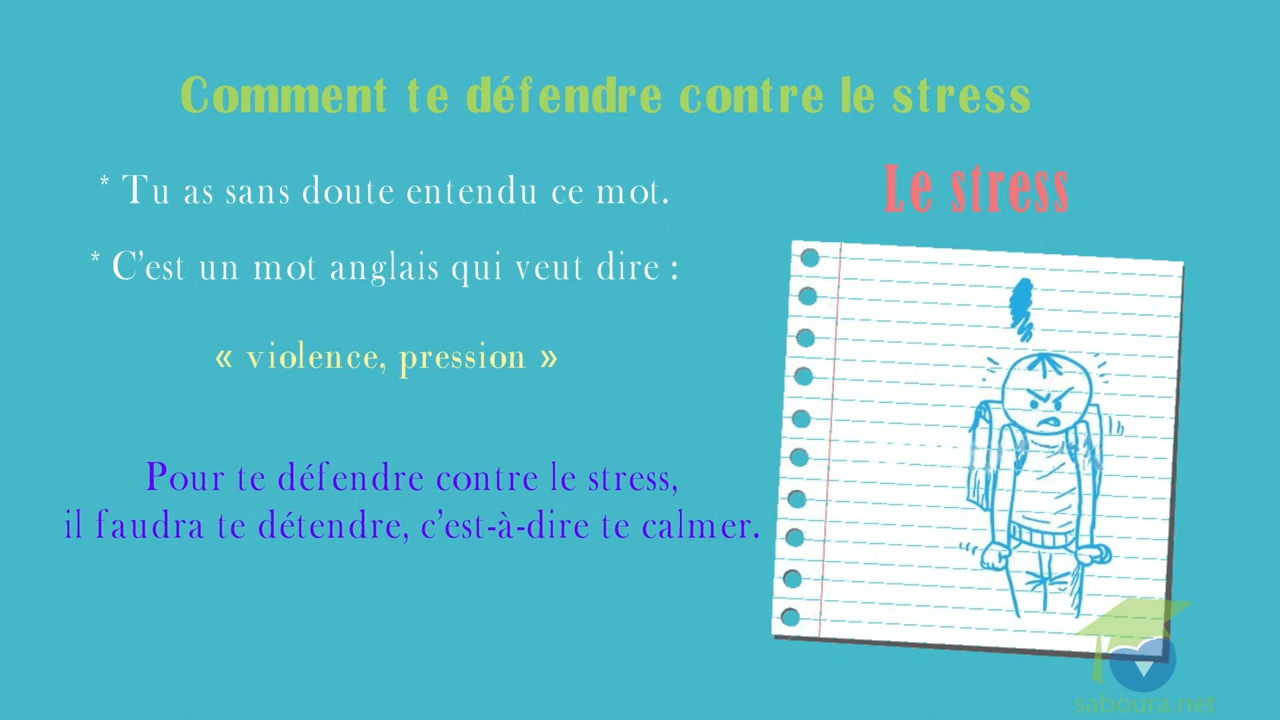 Comment te défendre contre le stress
* Tu as sans doute entendu ce mot.
Le stress
* C’est un mot anglais qui veut dire :
« violence, pression »
Pour te défendre contre le stress,
il faudra te détendre, c’est-à-dire te calmer.
saboura.net